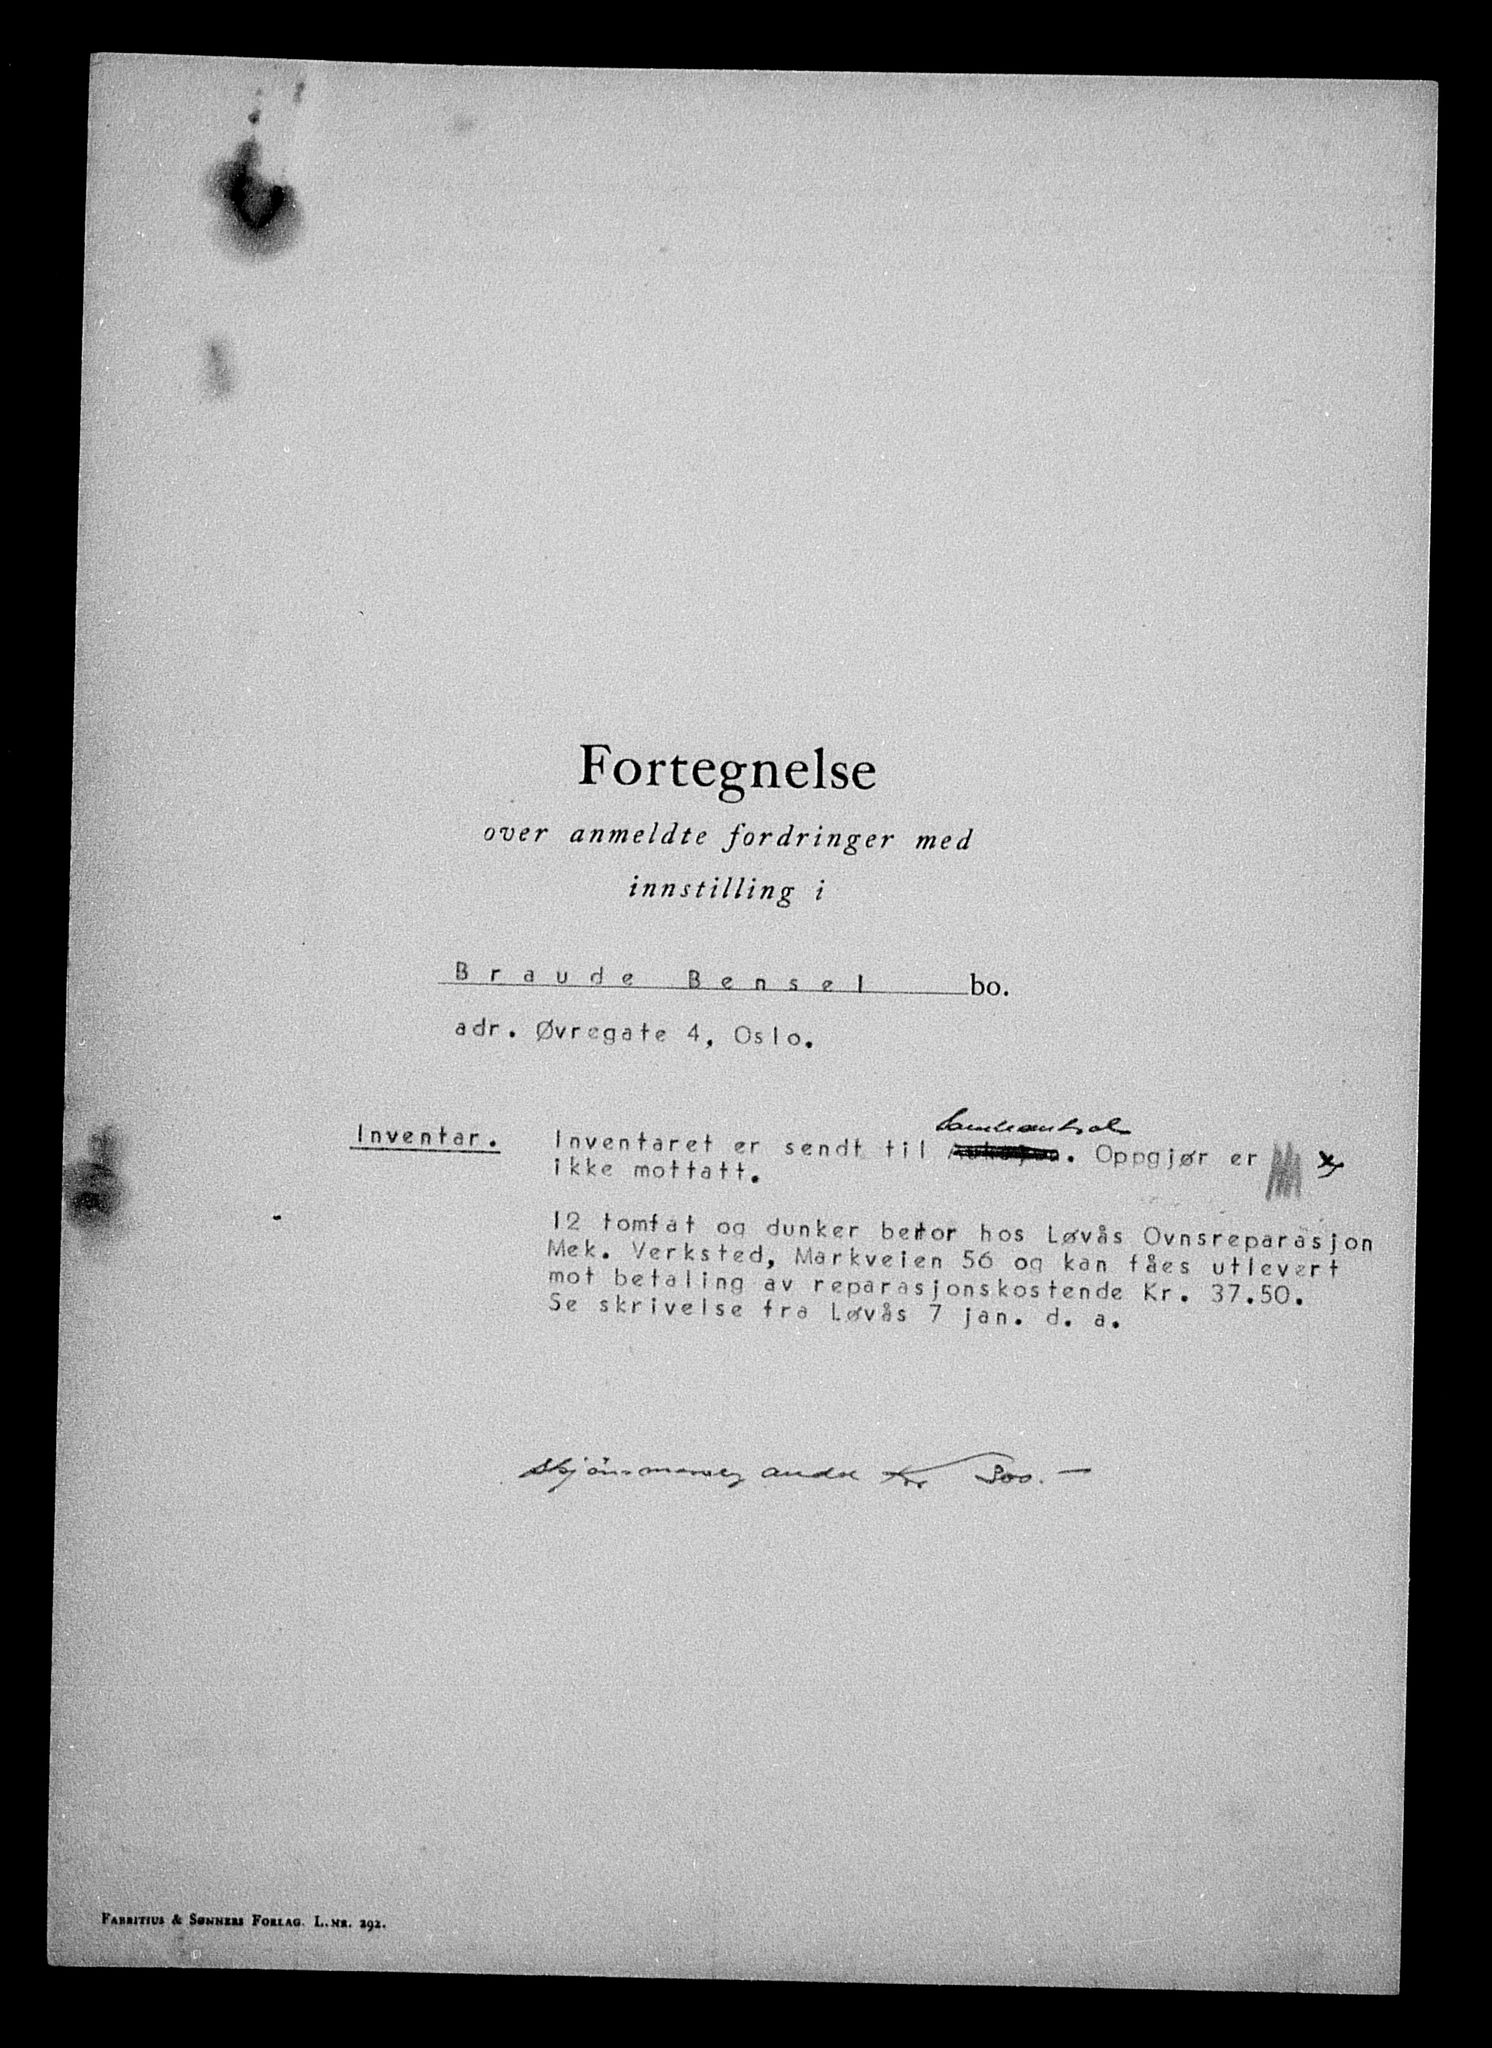 Fortegnelse
over anmeldte fordringer med
innstilling i
Braude Bensel bo.
adr. Øvregate 4, Oslo.
Inventar. Inventaret er sendt til . Oppgjør er
ikke mottatt.
12 tomfat og dunker beror hos Løvås Ovnsreparasjon
Mek. Verksted, Markveien 56 og kan fåes utlevert
mot betaling av reparasjonskostende Kr. 37.50.
Se skrivelse fra Løvås 7 jan. d. a.
Kr
FABRITIUS & SØNNERS FORLAG. L.NR. 292.